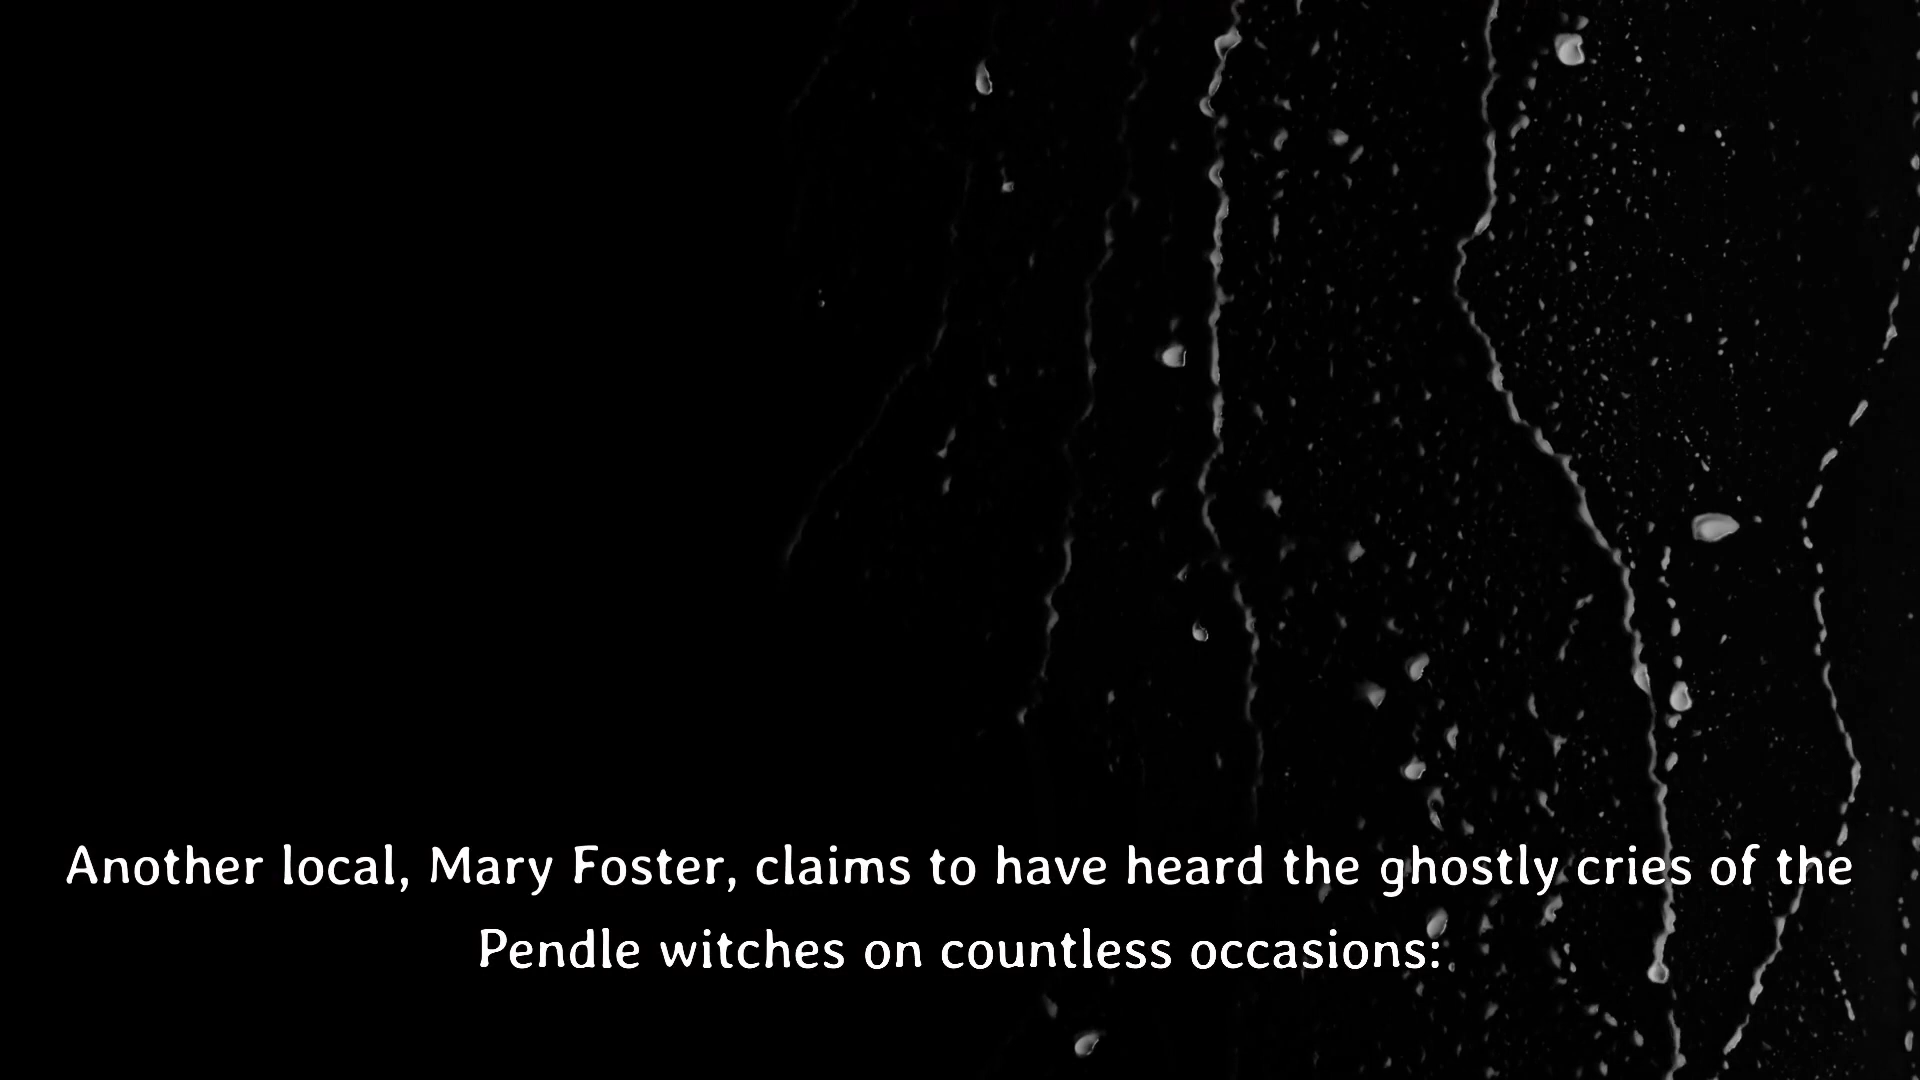 Another local, Mary Foster, claims to have heard the ghostly cries of the
Pendle witches on countless occasions: